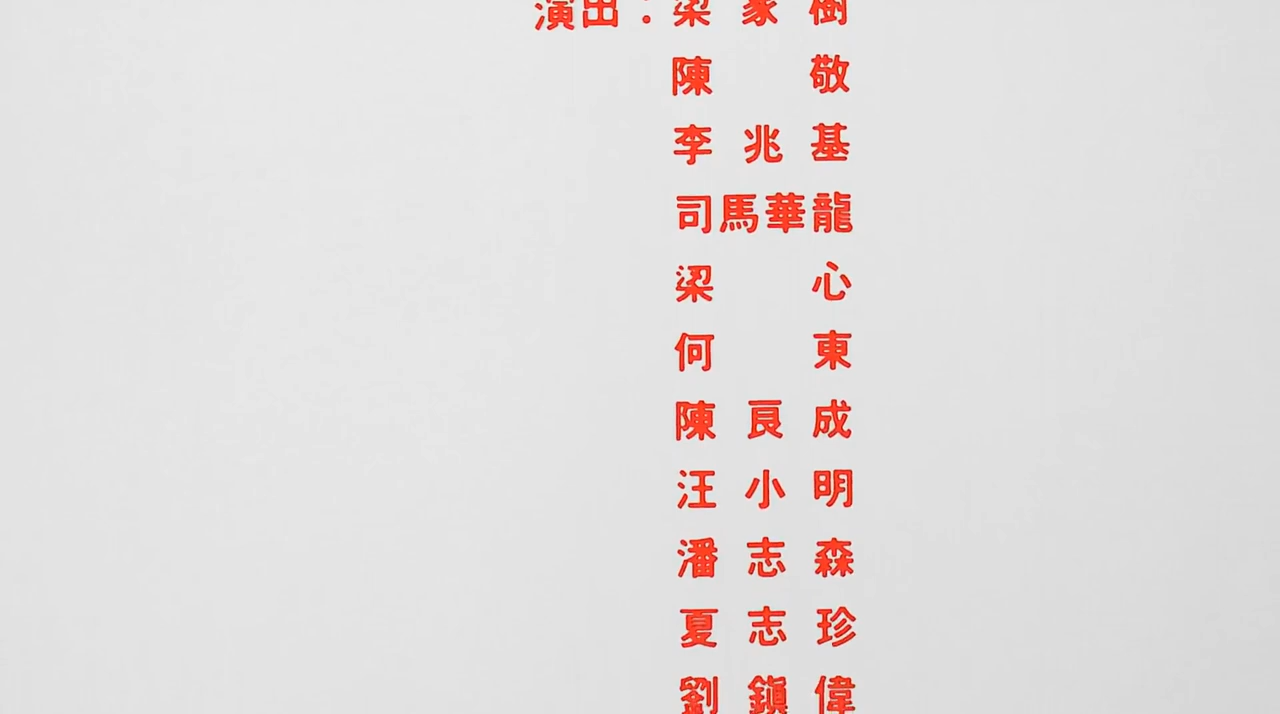 演出：梁家樹
陳敬
李兆基
司馬華龍
梁心
何東
陳良成
汪小明
潘志森
夏志珍
劉鎮偉